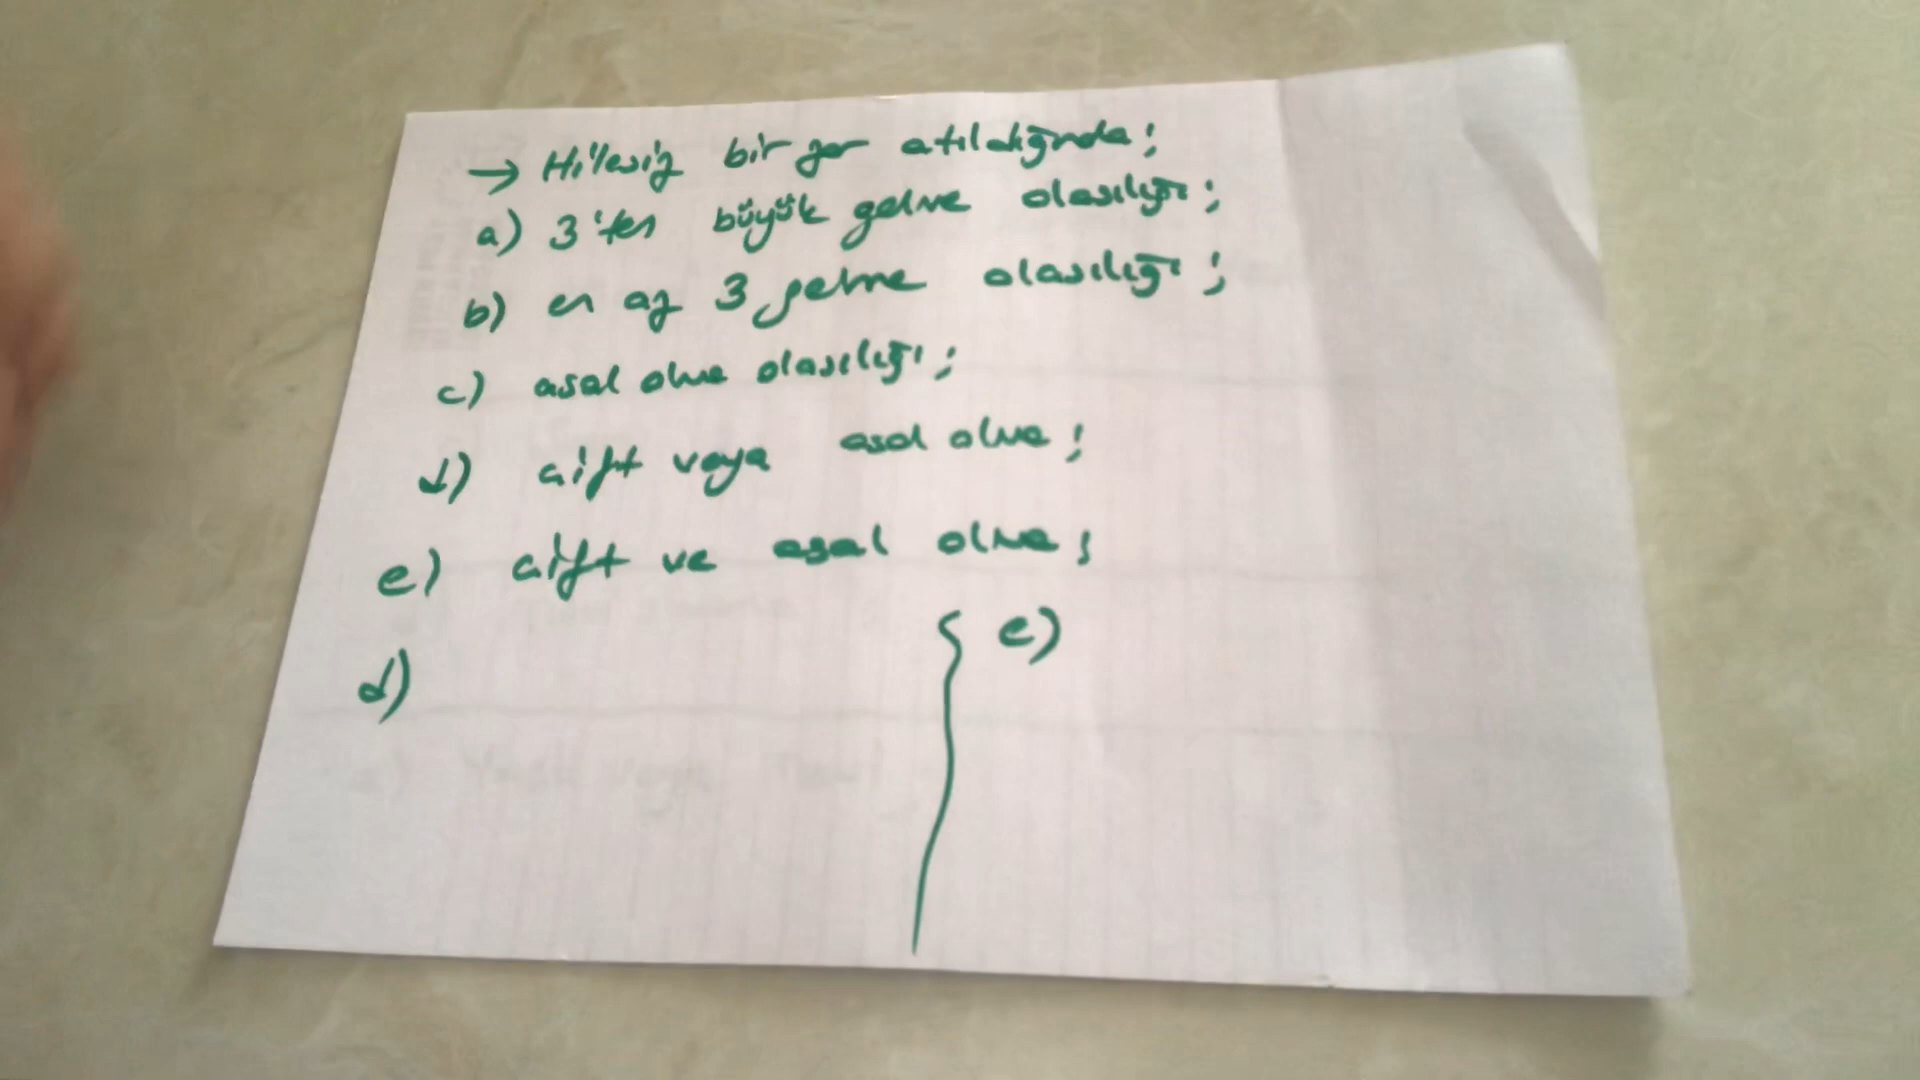 → Hilesiz bir zar atıldığında;
a) 3'ten büyük gelme olasılığı;
b) en az 3 gelme olasılığı;
c) asal olma olasılığı;
d) çift veya asal olma;
e) çift ve asal olma;
d)
e)